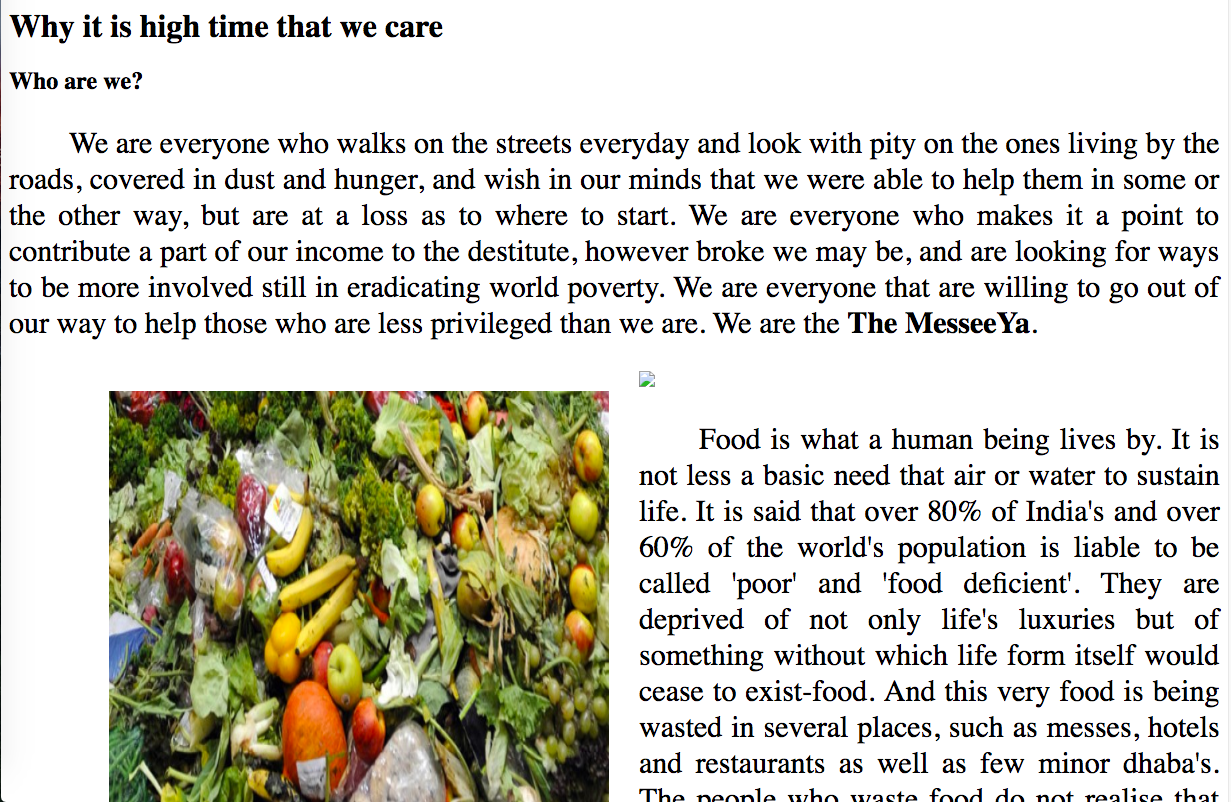 Why it is high time that we care
Who are we?
We are everyone who walks on the streets everyday and look with pity on the ones living by the
roads, covered in dust and hunger, and wish in our minds that we were able to help them in some or
the other way, but are at a loss as to where to start. We are everyone who makes it a point to
contribute a part of our income to the destitute, however broke we may be, and are looking for ways
to be more involved still in eradicating world poverty. We are everyone that are willing to go out of
our way to help those who are less privileged than we are. We are the The MesseeYa.
Food is what a human being lives by. It is
not less a basic need that air or water to sustain
life. It is said that over 80% of India's and over
60% of the world's population is liable to be
called 'poor' and 'food deficient'. They are
deprived of not only life's luxuries but of
something without which life form itself would
cease to exist-food. And this very food is being
wasted in several places, such as messes, hotels
and restaurants as well as few minor dhaba's.
The people who waste food do not realise that